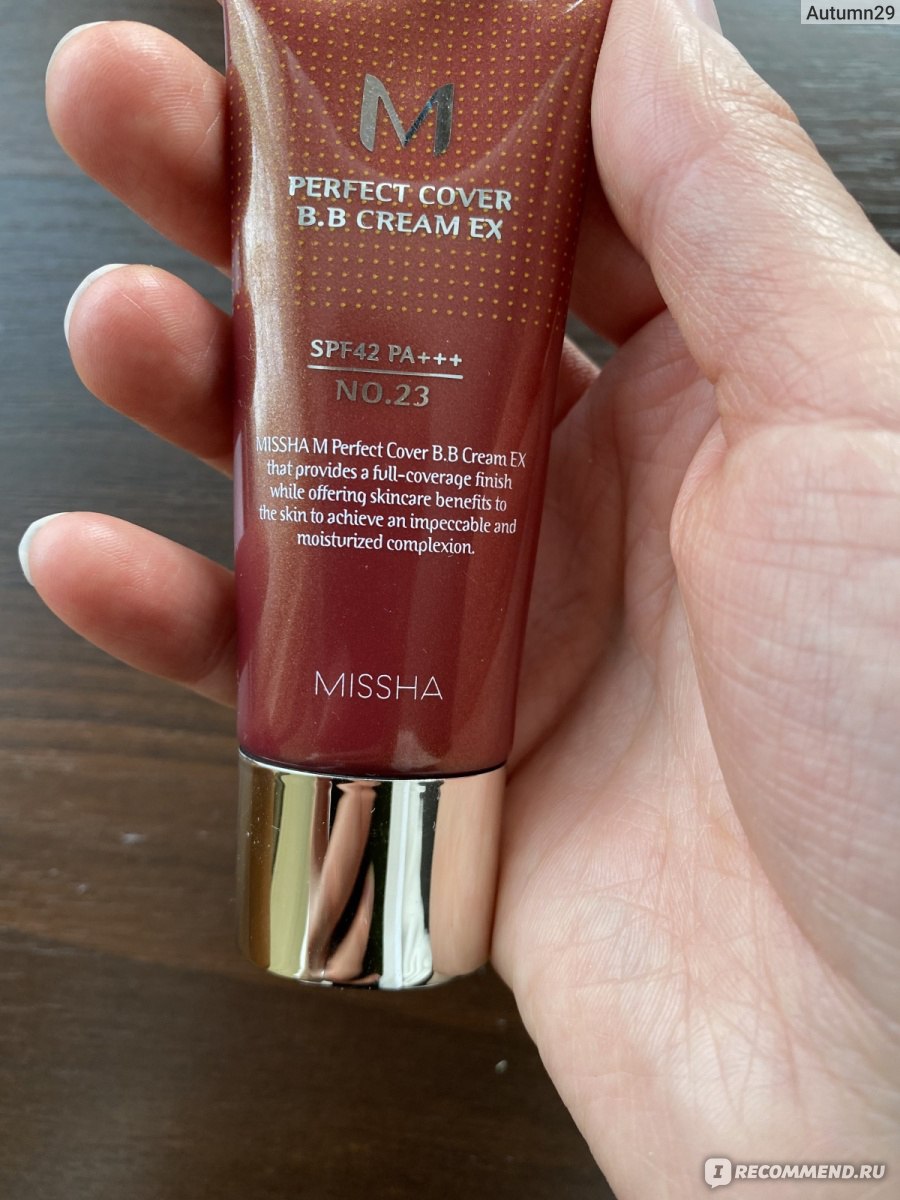 Autumn29
M
PERFECT COVER
B.B CREAM EX
SPF42 PA+++
NO.23
MISSHA M Perfect Cover B.B Cream EX
that provides a full-coverage finish
while offering skincare benefits to
the skin to achieve an impeccable and
moisturized complexion.
MISSHA
IRECOMMEND.RU